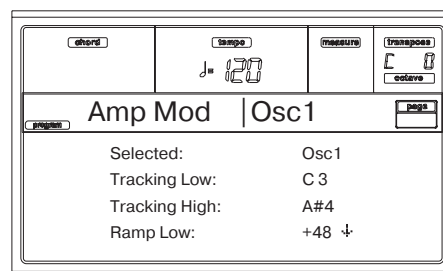 chord tempo measure transpose
♩= 120 C 0
octave
Amp Mod |Osc1 page
program
Selected: Osc1
Tracking Low: C 3
Tracking High: A#4
Ramp Low: +48